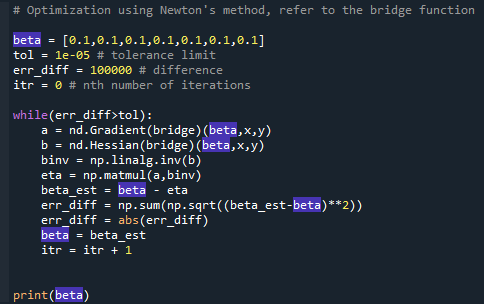 # Optimization using Newton's method, refer to the bridge function
beta = [0.1,0.1,0.1,0.1,0.1,0.1,0.1]
tol = 1e-05 # tolerance limit
err_diff = 100000 # difference
itr = 0 # nth number of iterations
while(err_diff>tol):
    a = nd.Gradient(bridge)(beta,x,y)
    b = nd.Hessian(bridge)(beta,x,y)
    binv = np.linalg.inv(b)
    eta = np.matmul(a,binv)
    beta_est = beta - eta
    err_diff = np.sum(np.sqrt((beta_est-beta)**2))
    err_diff = abs(err_diff)
    beta = beta_est
    itr = itr + 1
print(beta)